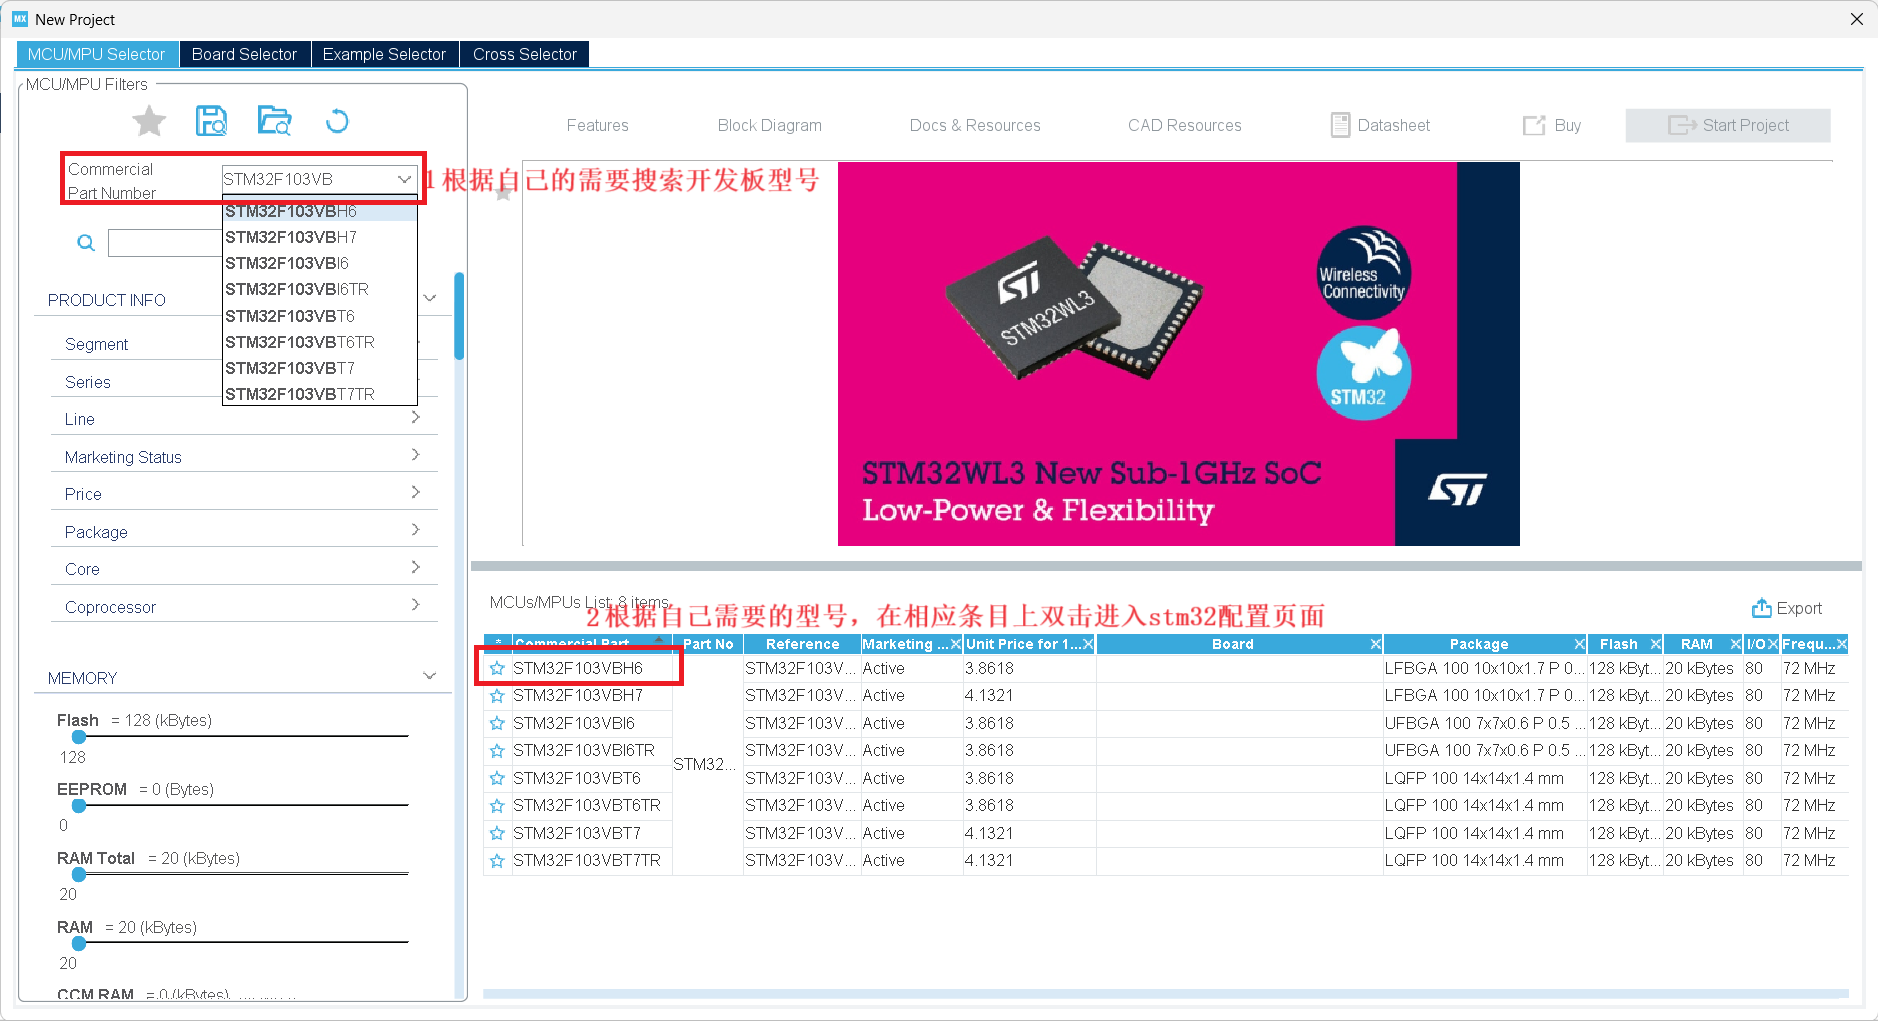 MX New Project
MCU/MPU Selector Board Selector Example Selector Cross Selector
MCU/MPU Filters
Features Block Diagram Docs & Resources CAD Resources Datasheet Buy Start Project
Commercial
Part Number
STM32F103VB
1 根据自己的需要搜索开发板型号
STM32F103VBH6
STM32F103VBH7
STM32F103VBI6
STM32F103VBI6TR
STM32F103VBT6
STM32F103VBT6TR
STM32F103VBT7
STM32F103VBT7TR
PRODUCT INFO
Segment
Series
Line
Marketing Status
Price
Package
Core
Coprocessor
MEMORY
Flash = 128 (kBytes)
128
EEPROM = 0 (Bytes)
0
RAM Total = 20 (kBytes)
20
RAM = 20 (kBytes)
20
CCM RAM = 0 (kBytes)
ST
STM32WL3
Wireless
Connectivity
STM32
STM32WL3 New Sub-1GHz SoC
Low-Power & Flexibility
ST
MCUs/MPUs List: 8 items
2根据自己需要的型号，在相应条目上双击进入stm32配置页面
Export
* Commercial Part Part No Reference Marketing ... Unit Price for 1... Board Package Flash RAM I/O Frequ...
STM32F103VBH6 STM32F103V... Active 3.8618 LFBGA 100 10x10x1.7 P 0... 128 kByt... 20 kBytes 80 72 MHz
STM32F103VBH7 STM32F103V... Active 4.1321 LFBGA 100 10x10x1.7 P 0... 128 kByt... 20 kBytes 80 72 MHz
STM32F103VBI6 STM32F103V... Active 3.8618 UFBGA 100 7x7x0.6 P 0.5 ... 128 kByt... 20 kBytes 80 72 MHz
STM32F103VBI6TR STM32F103V... Active 3.8618 UFBGA 100 7x7x0.6 P 0.5 ... 128 kByt... 20 kBytes 80 72 MHz
STM32...
STM32F103VBT6 STM32F103V... Active 3.8618 LQFP 100 14x14x1.4 mm 128 kByt... 20 kBytes 80 72 MHz
STM32F103VBT6TR STM32F103V... Active 3.8618 LQFP 100 14x14x1.4 mm 128 kByt... 20 kBytes 80 72 MHz
STM32F103VBT7 STM32F103V... Active 4.1321 LQFP 100 14x14x1.4 mm 128 kByt... 20 kBytes 80 72 MHz
STM32F103VBT7TR STM32F103V... Active 4.1321 LQFP 100 14x14x1.4 mm 128 kByt... 20 kBytes 80 72 MHz